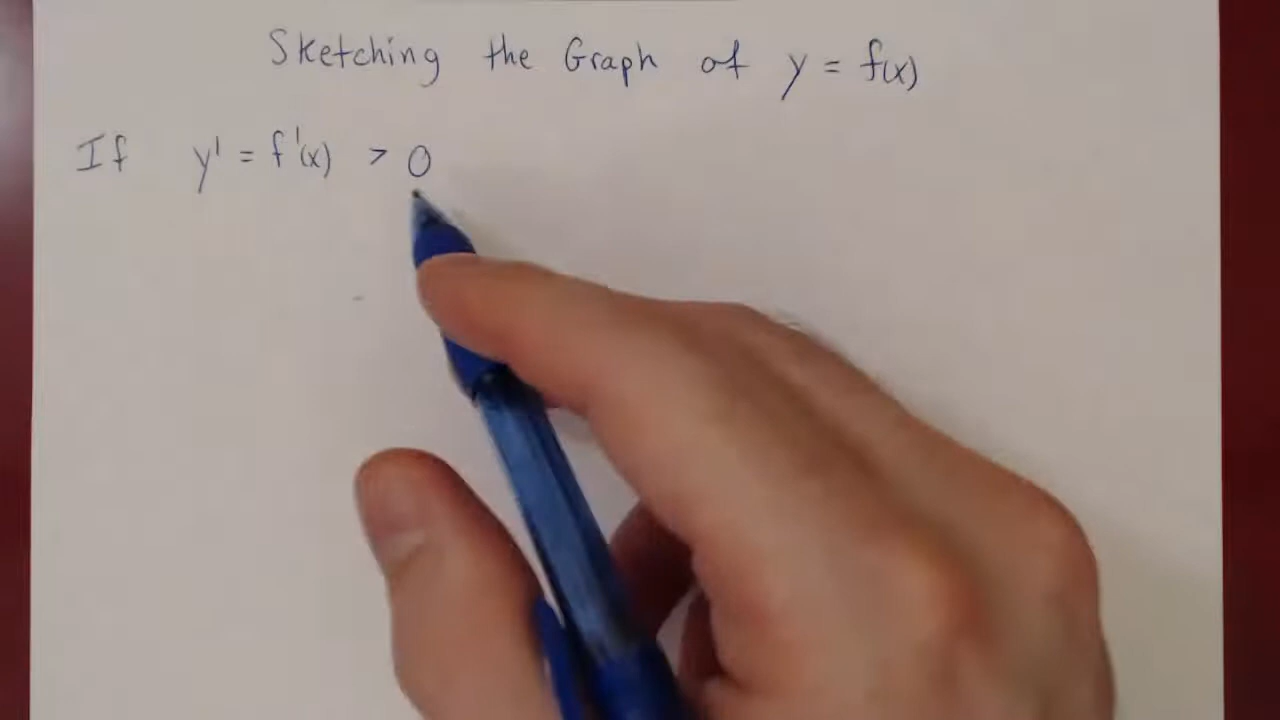 Sketching the Graph of y = f(x)
If y' = f'(x) > 0